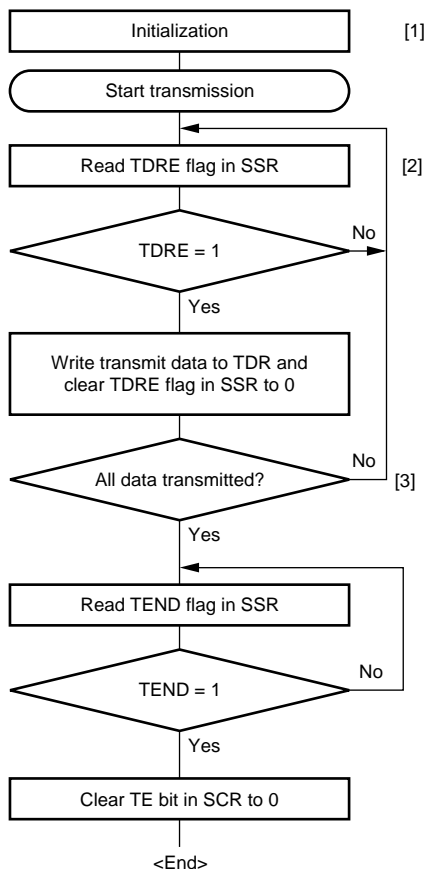 Initialization
[1]
Start transmission
Read TDRE flag in SSR
[2]
No
TDRE = 1
Yes
Write transmit data to TDR and
clear TDRE flag in SSR to 0
No
All data transmitted?
[3]
Yes
Read TEND flag in SSR
No
TEND = 1
Yes
Clear TE bit in SCR to 0
<End>